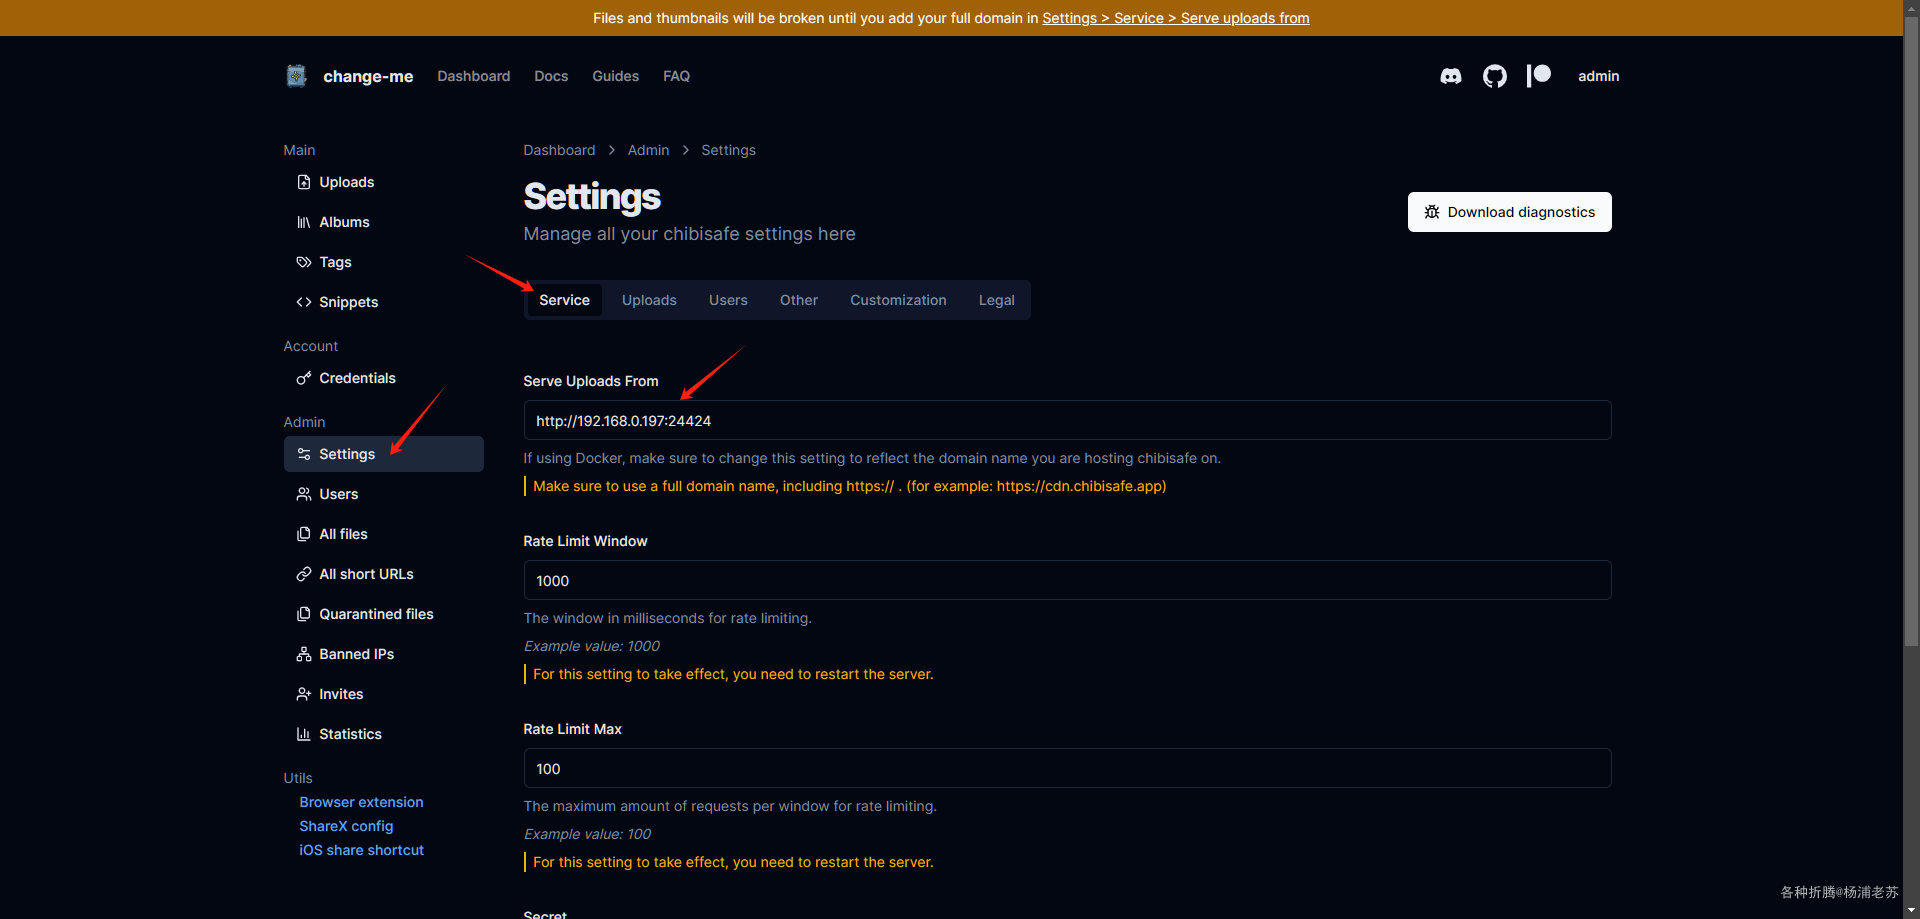 Files and thumbnails will be broken until you add your full domain in Settings > Service > Serve uploads from
change-me Dashboard Docs Guides FAQ admin
Main
Uploads
Albums
Tags
Snippets
Account
Credentials
Admin
Settings
Users
All files
All short URLs
Quarantined files
Banned IPs
Invites
Statistics
Utils
Browser extension
ShareX config
iOS share shortcut
Dashboard > Admin > Settings
Settings
Manage all your chibisafe settings here
Download diagnostics
Service Uploads Users Other Customization Legal
Serve Uploads From
http://192.168.0.197:24424
If using Docker, make sure to change this setting to reflect the domain name you are hosting chibisafe on.
Make sure to use a full domain name, including https:// . (for example: https://cdn.chibisafe.app)
Rate Limit Window
1000
The window in milliseconds for rate limiting.
Example value: 1000
For this setting to take effect, you need to restart the server.
Rate Limit Max
100
The maximum amount of requests per window for rate limiting.
Example value: 100
For this setting to take effect, you need to restart the server.
Secret
各种折腾@杨浦老苏